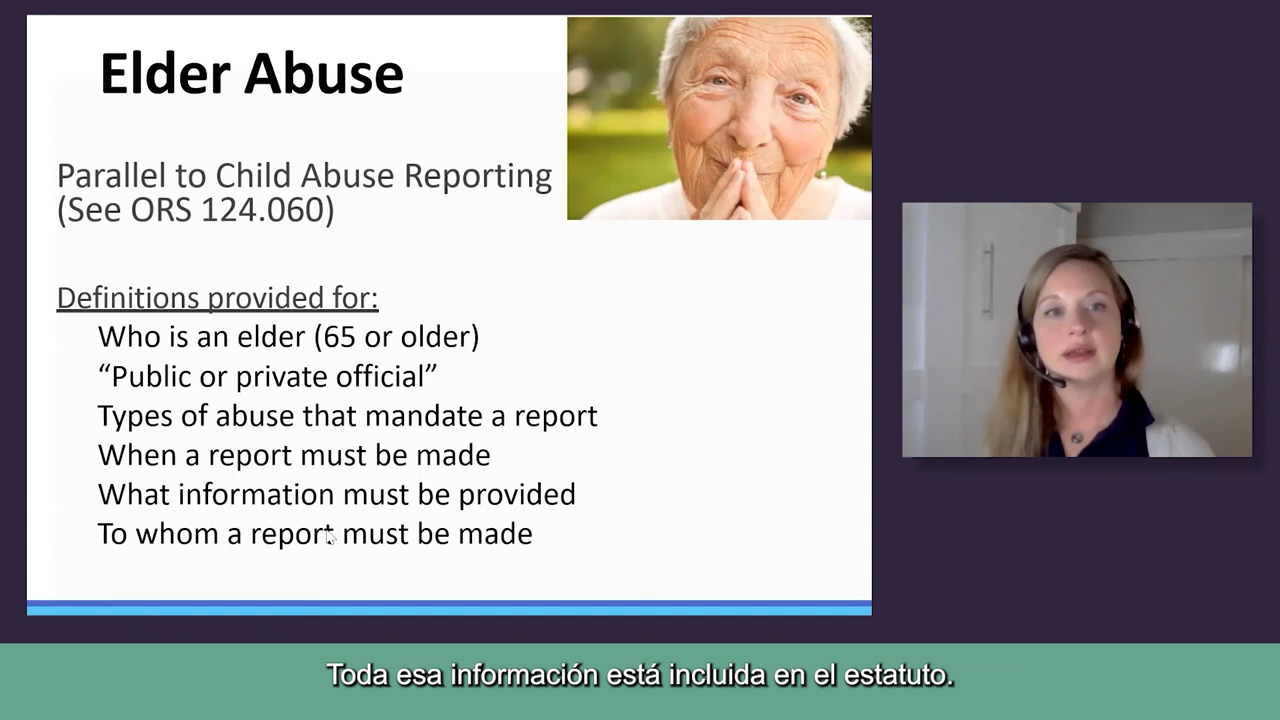 Elder Abuse
Parallel to Child Abuse Reporting
(See ORS 124.060)
Definitions provided for:
Who is an elder (65 or older)
“Public or private official”
Types of abuse that mandate a report
When a report must be made
What information must be provided
To whom a report must be made
Toda esa información está incluida en el estatuto.